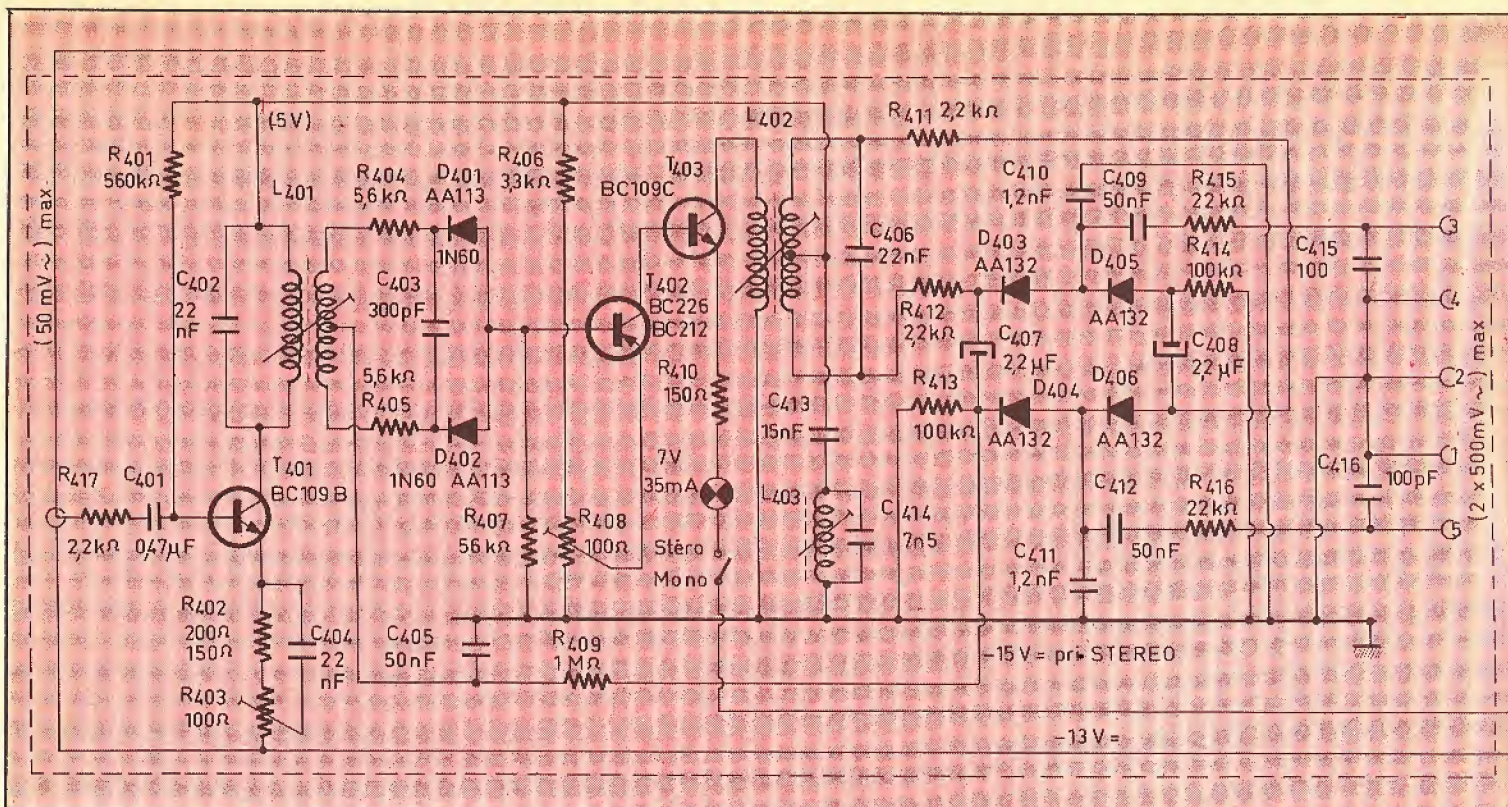 (50 mV ~) max
(5V)
R401
560kΩ
L401
C402
22
nF
R404
5,6kΩ
D401
AA113
1N60
C403
300pF
5,6kΩ
R405
D402
1N60 AA113
R417
2,2kΩ
C401
0,47µF
T401
BC109B
R402
200Ω
150Ω
R403
100Ω
C404
22
nF
C405
50nF
R406
3,3kΩ
T403
BC109C
T402
BC226
BC212
R407
56kΩ
R408
100Ω
R409
1MΩ
R410
150Ω
7V
35mA
Stéro
Mono
L402
R411 2,2kΩ
C406
22nF
R412
2,2kΩ
C413
15nF
L403
C414
7n5
R413
100kΩ
D403
AA132
C407
2,2µF
D404
AA132
C410
1,2nF
C409
50nF
D405
AA132
D406
AA132
R415
22kΩ
R414
100kΩ
C408
2,2µF
C412
50nF
R416
22kΩ
C411
1,2nF
C415
100
C416
100pF
3
4
2
1
5
(2 x 500mV ~) max
-15V = pri STEREO
-13V =